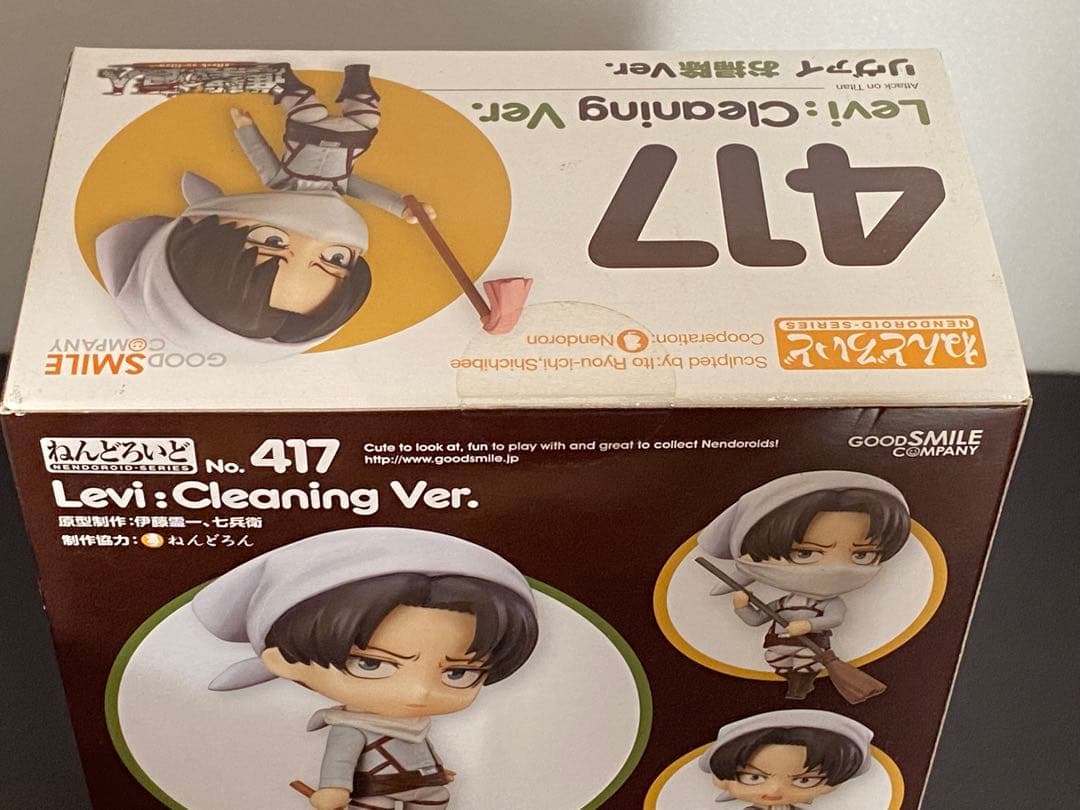 進撃の巨人
attack on titan
リヴァイ お掃除Ver.
Attack on Titan
Levi:Cleaning Ver.
417
ねんどろいど
NENDOROID-SERIES
Sculpted by:Ito Ryou-ichi,Shichibee
Cooperation: Nendoron
GOOD SMILE
COMPANY
ねんどろいど
NENDOROID-SERIES
No. 417
Cute to look at, fun to play with and great to collect Nendoroids!
http://www.goodsmile.jp
GOOD SMILE
COMPANY
Levi:Cleaning Ver.
原型制作:伊藤霊一、七兵衛
制作協力: ねんどろん